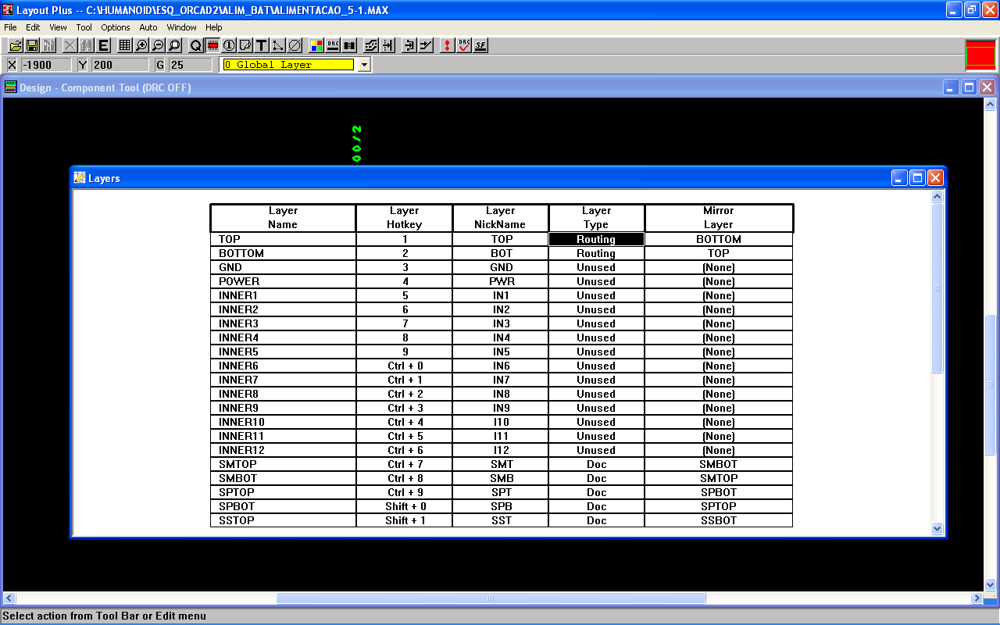 Layout Plus -- C:\HUMANOID\ESQ_ORCAD2\ALIM_BAT\ALIMENTACAO_5-1.MAX
File Edit View Tool Options Auto Window Help
E Q 1 T DRC DRC SF
X -1900 Y 200 G 25 0 Global Layer
Design - Component Tool (DRC OFF)
00/2
Layers
Layer Name Layer Hotkey Layer NickName Layer Type Mirror Layer
TOP 1 TOP Routing BOTTOM
BOTTOM 2 BOT Routing TOP
GND 3 GND Unused (None)
POWER 4 PWR Unused (None)
INNER1 5 IN1 Unused (None)
INNER2 6 IN2 Unused (None)
INNER3 7 IN3 Unused (None)
INNER4 8 IN4 Unused (None)
INNER5 9 IN5 Unused (None)
INNER6 Ctrl + 0 IN6 Unused (None)
INNER7 Ctrl + 1 IN7 Unused (None)
INNER8 Ctrl + 2 IN8 Unused (None)
INNER9 Ctrl + 3 IN9 Unused (None)
INNER10 Ctrl + 4 I10 Unused (None)
INNER11 Ctrl + 5 I11 Unused (None)
INNER12 Ctrl + 6 I12 Unused (None)
SMTOP Ctrl + 7 SMT Doc SMBOT
SMBOT Ctrl + 8 SMB Doc SMTOP
SPTOP Ctrl + 9 SPT Doc SPBOT
SPBOT Shift + 0 SPB Doc SPTOP
SSTOP Shift + 1 SST Doc SSBOT
Select action from Tool Bar or Edit menu